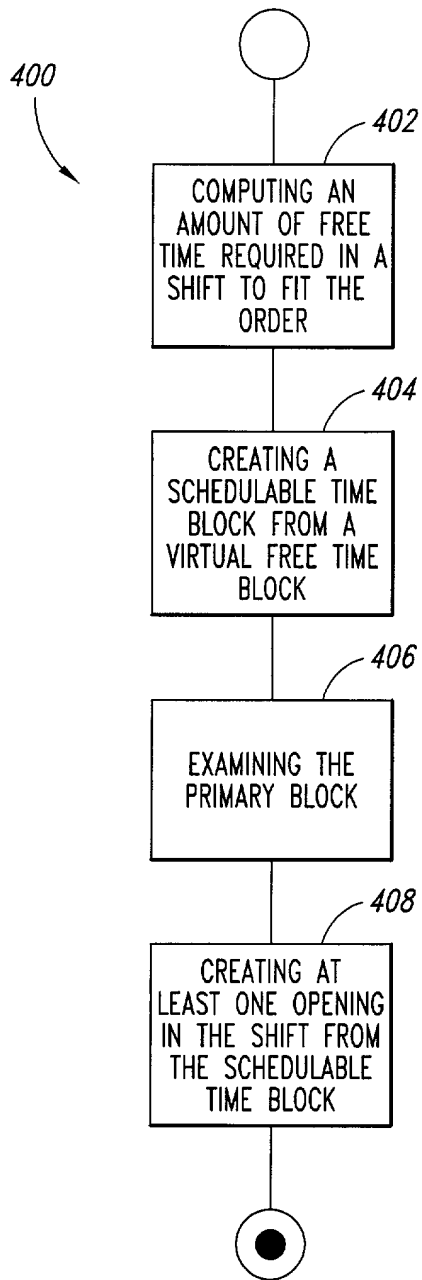 400
402
COMPUTING AN
AMOUNT OF FREE
TIME REQUIRED IN A
SHIFT TO FIT THE
ORDER
404
CREATING A
SCHEDULABLE TIME
BLOCK FROM A
VIRTUAL FREE TIME
BLOCK
406
EXAMINING THE
PRIMARY BLOCK
408
CREATING AT
LEAST ONE OPENING
IN THE SHIFT FROM
THE SCHEDULABLE
TIME BLOCK